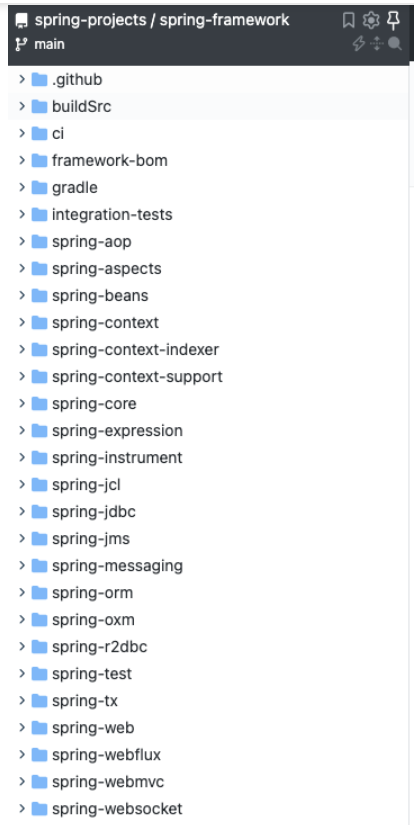 spring-projects / spring-framework
main
.github
buildSrc
ci
framework-bom
gradle
integration-tests
spring-aop
spring-aspects
spring-beans
spring-context
spring-context-indexer
spring-context-support
spring-core
spring-expression
spring-instrument
spring-jcl
spring-jdbc
spring-jms
spring-messaging
spring-orm
spring-oxm
spring-r2dbc
spring-test
spring-tx
spring-web
spring-webflux
spring-webmvc
spring-websocket